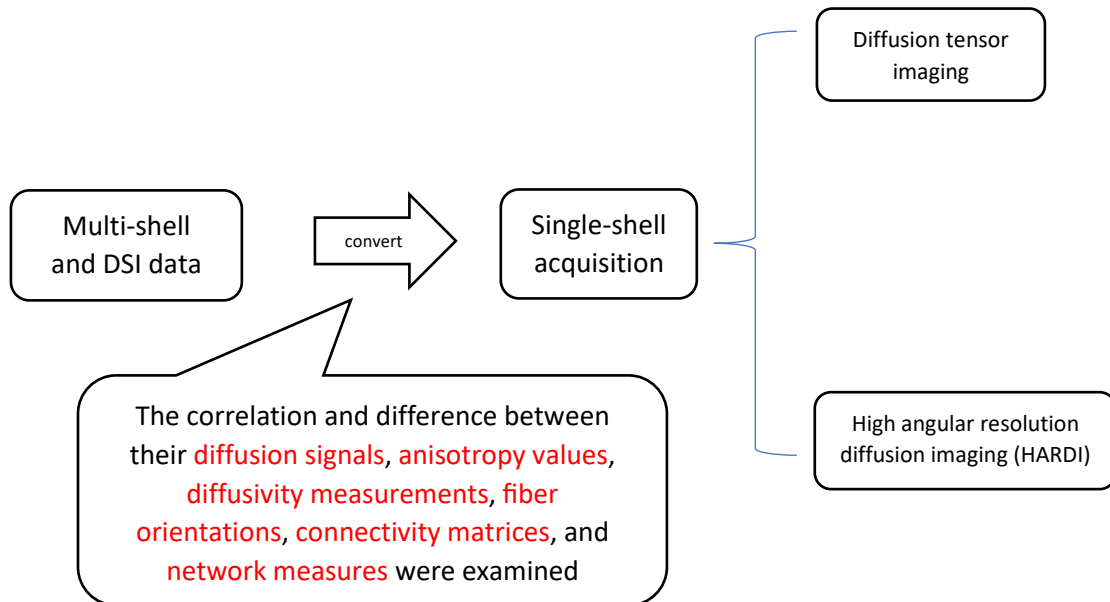 Diffusion tensor
imaging
Multi-shell
and DSI data
convert
Single-shell
acquisition
The correlation and difference between
their diffusion signals, anisotropy values,
diffusivity measurements, fiber
orientations, connectivity matrices, and
network measures were examined
High angular resolution
diffusion imaging (HARDI)